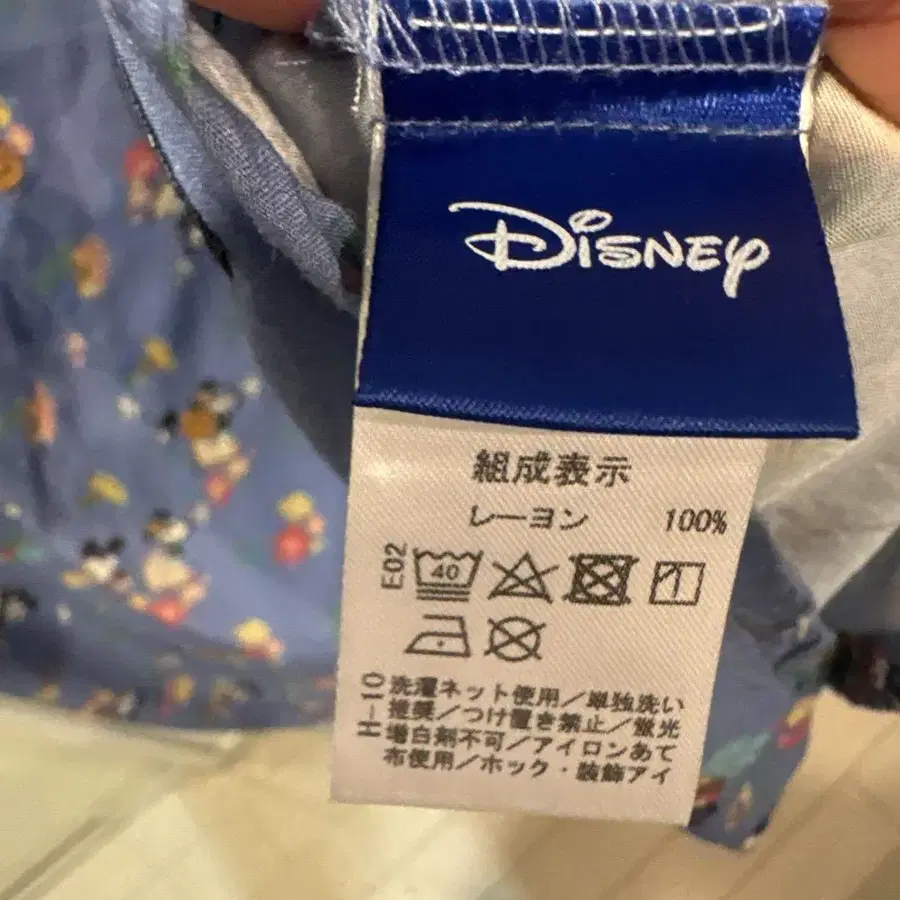 Disney
組成表示
レーヨン 100%
E02
40
H-10
洗濯ネット使用/単独洗い
推奨/つけ置き禁止/蛍光
増白剤不可/アイロンあて
布使用/ホック・装飾アイ